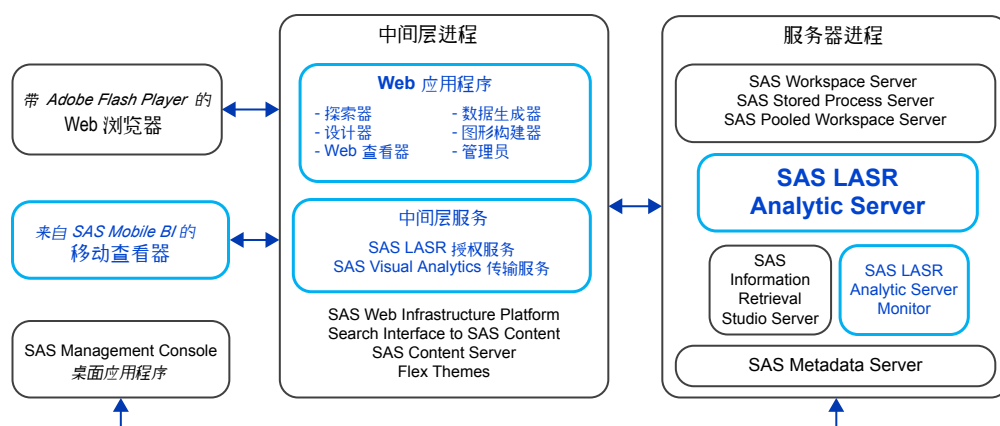 带 Adobe Flash Player 的
Web 浏览器
来自 SAS Mobile BI 的
移动查看器
SAS Management Console
桌面应用程序
中间层进程
Web 应用程序
- 探索器
- 设计器
- Web 查看器
- 数据生成器
- 图形构建器
- 管理员
中间层服务
SAS LASR 授权服务
SAS Visual Analytics 传输服务
SAS Web Infrastructure Platform
Search Interface to SAS Content
SAS Content Server
Flex Themes
服务器进程
SAS Workspace Server
SAS Stored Process Server
SAS Pooled Workspace Server
SAS LASR
Analytic Server
SAS
Information
Retrieval
Studio Server
SAS LASR
Analytic Server
Monitor
SAS Metadata Server